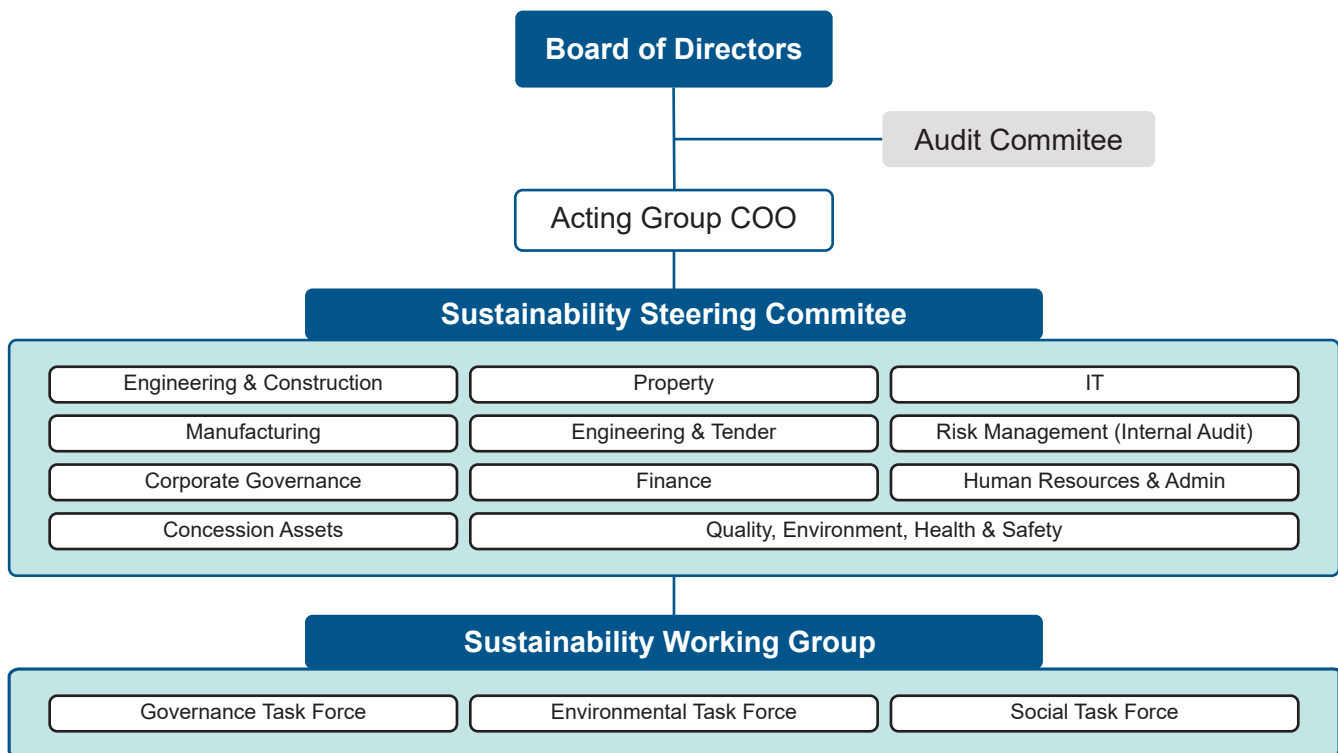 Board of Directors
Audit Commitee
Acting Group COO
Sustainability Steering Commitee
Engineering & Construction
Property
IT
Manufacturing
Engineering & Tender
Risk Management (Internal Audit)
Corporate Governance
Finance
Human Resources & Admin
Concession Assets
Quality, Environment, Health & Safety
Sustainability Working Group
Governance Task Force
Environmental Task Force
Social Task Force